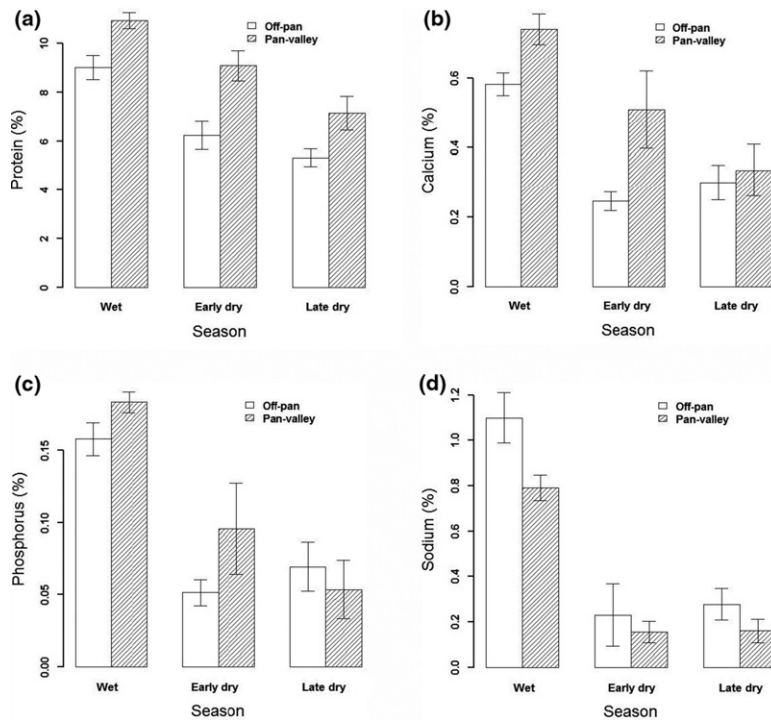 (a)
Off-pan
Pan-valley
Protein (%)
10
8
6
4
2
0
Wet Early dry Late dry
Season
(b)
Off-pan
Pan-valley
Calcium (%)
0.6
0.4
0.2
0.0
Wet Early dry Late dry
Season
(c)
Off-pan
Pan-valley
Phosphorus (%)
0.15
0.10
0.05
0.00
Wet Early dry Late dry
Season
(d)
Off-pan
Pan-valley
Sodium (%)
1.2
1.0
0.8
0.6
0.4
0.2
0.0
Wet Early dry Late dry
Season